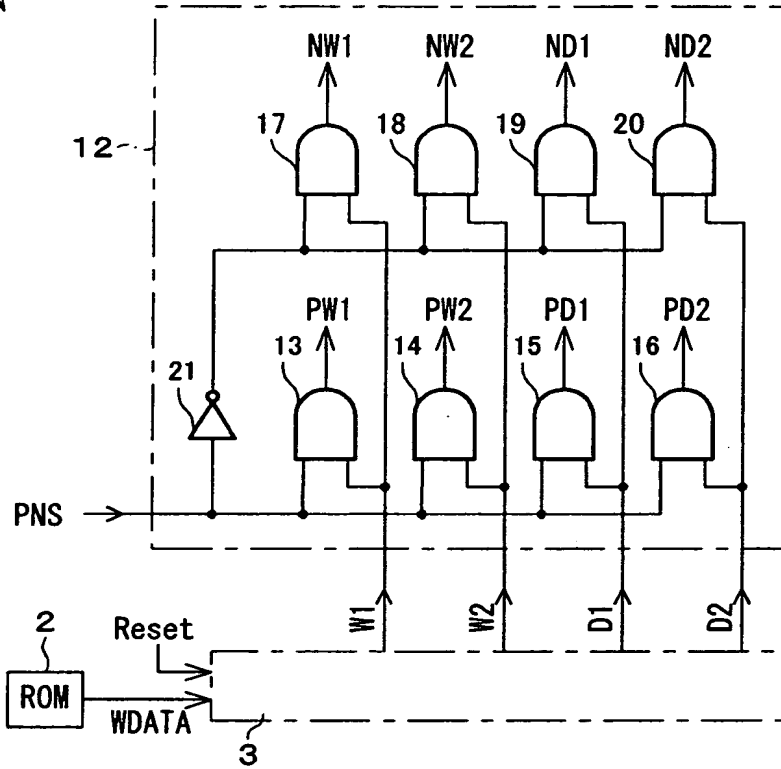 NW1 NW2 ND1 ND2
17 18 19 20
12
PW1 PW2 PD1 PD2
21 13 14 15 16
PNS
W1 W2 D1 D2
2 Reset
ROM
WDATA
3